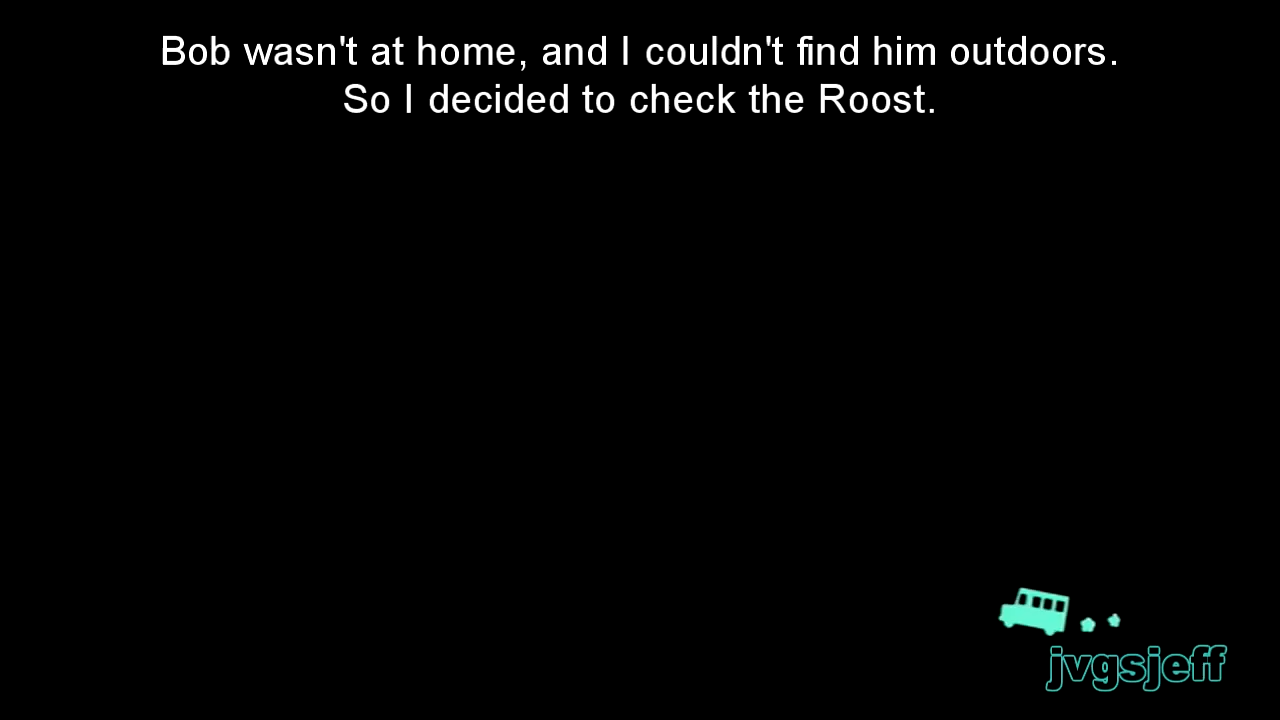 Bob wasn't at home, and I couldn't find him outdoors.
So I decided to check the Roost.
jvgsjeff